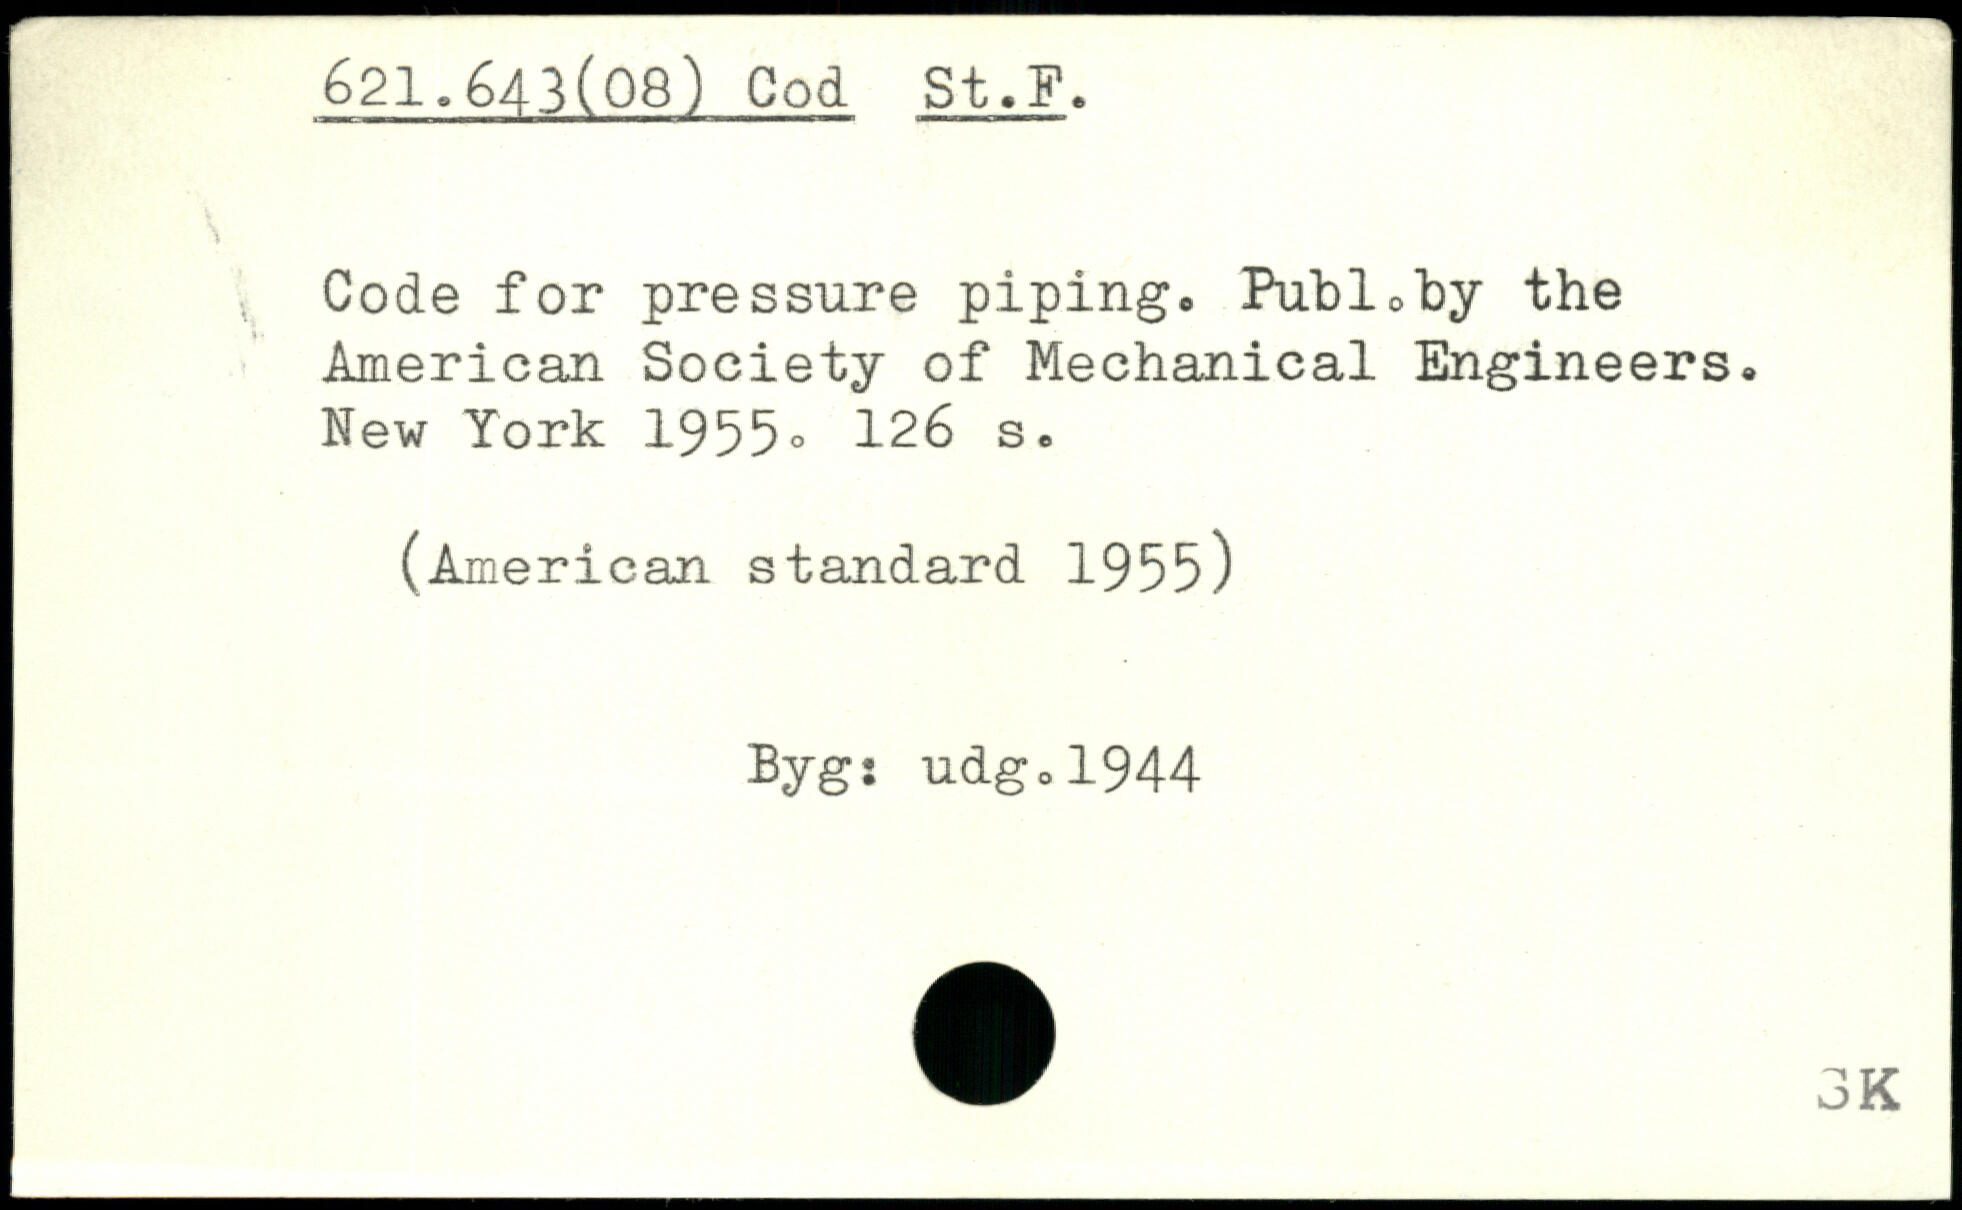 621.643(08) Cod St.F.
Code for pressure piping. Publ.by the
American Society of Mechanical Engineers.
New York 1955. 126 s.
(American standard 1955)
Byg: udg.1944
SK